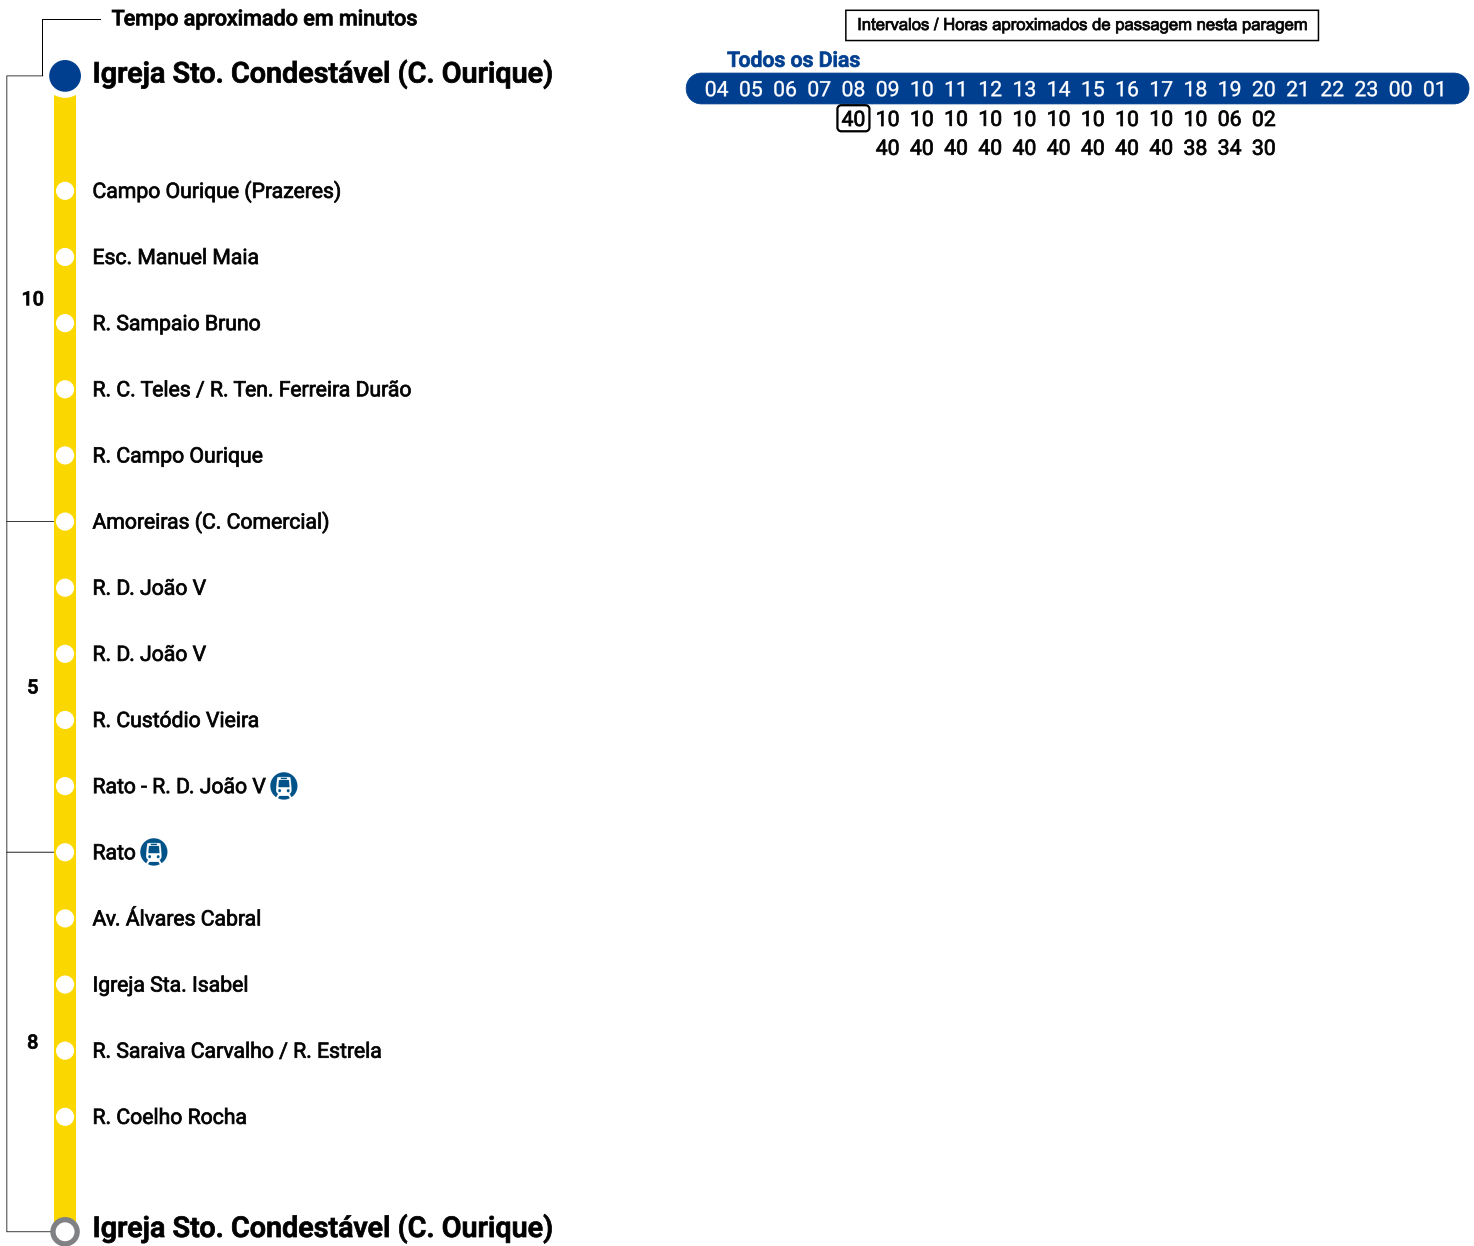 Tempo aproximado em minutos
Igreja Sto. Condestável (C. Ourique)
Campo Ourique (Prazeres)
Esc. Manuel Maia
10
R. Sampaio Bruno
R. C. Teles / R. Ten. Ferreira Durão
R. Campo Ourique
Amoreiras (C. Comercial)
R. D. João V
R. D. João V
5
R. Custódio Vieira
Rato - R. D. João V
Rato
Av. Álvares Cabral
Igreja Sta. Isabel
8
R. Saraiva Carvalho / R. Estrela
R. Coelho Rocha
Igreja Sto. Condestável (C. Ourique)
Intervalos / Horas aproximados de passagem nesta paragem
Todos os Dias
04 05 06 07 08 09 10 11 12 13 14 15 16 17 18 19 20 21 22 23 00 01
40 10 10 10 10 10 10 10 10 10 10 06 02
40 40 40 40 40 40 40 40 40 38 34 30